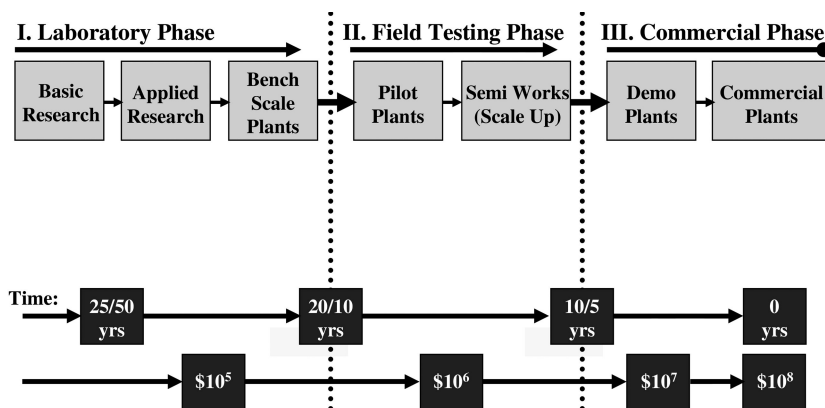 I. Laboratory Phase
II. Field Testing Phase
III. Commercial Phase
Basic
Research
Applied
Research
Bench
Scale
Plants
Pilot
Plants
Semi Works
(Scale Up)
Demo
Plants
Commercial
Plants
Time:
25/50
yrs
20/10
yrs
10/5
yrs
0
yrs
$10⁵
$10⁶
$10⁷
$10⁸